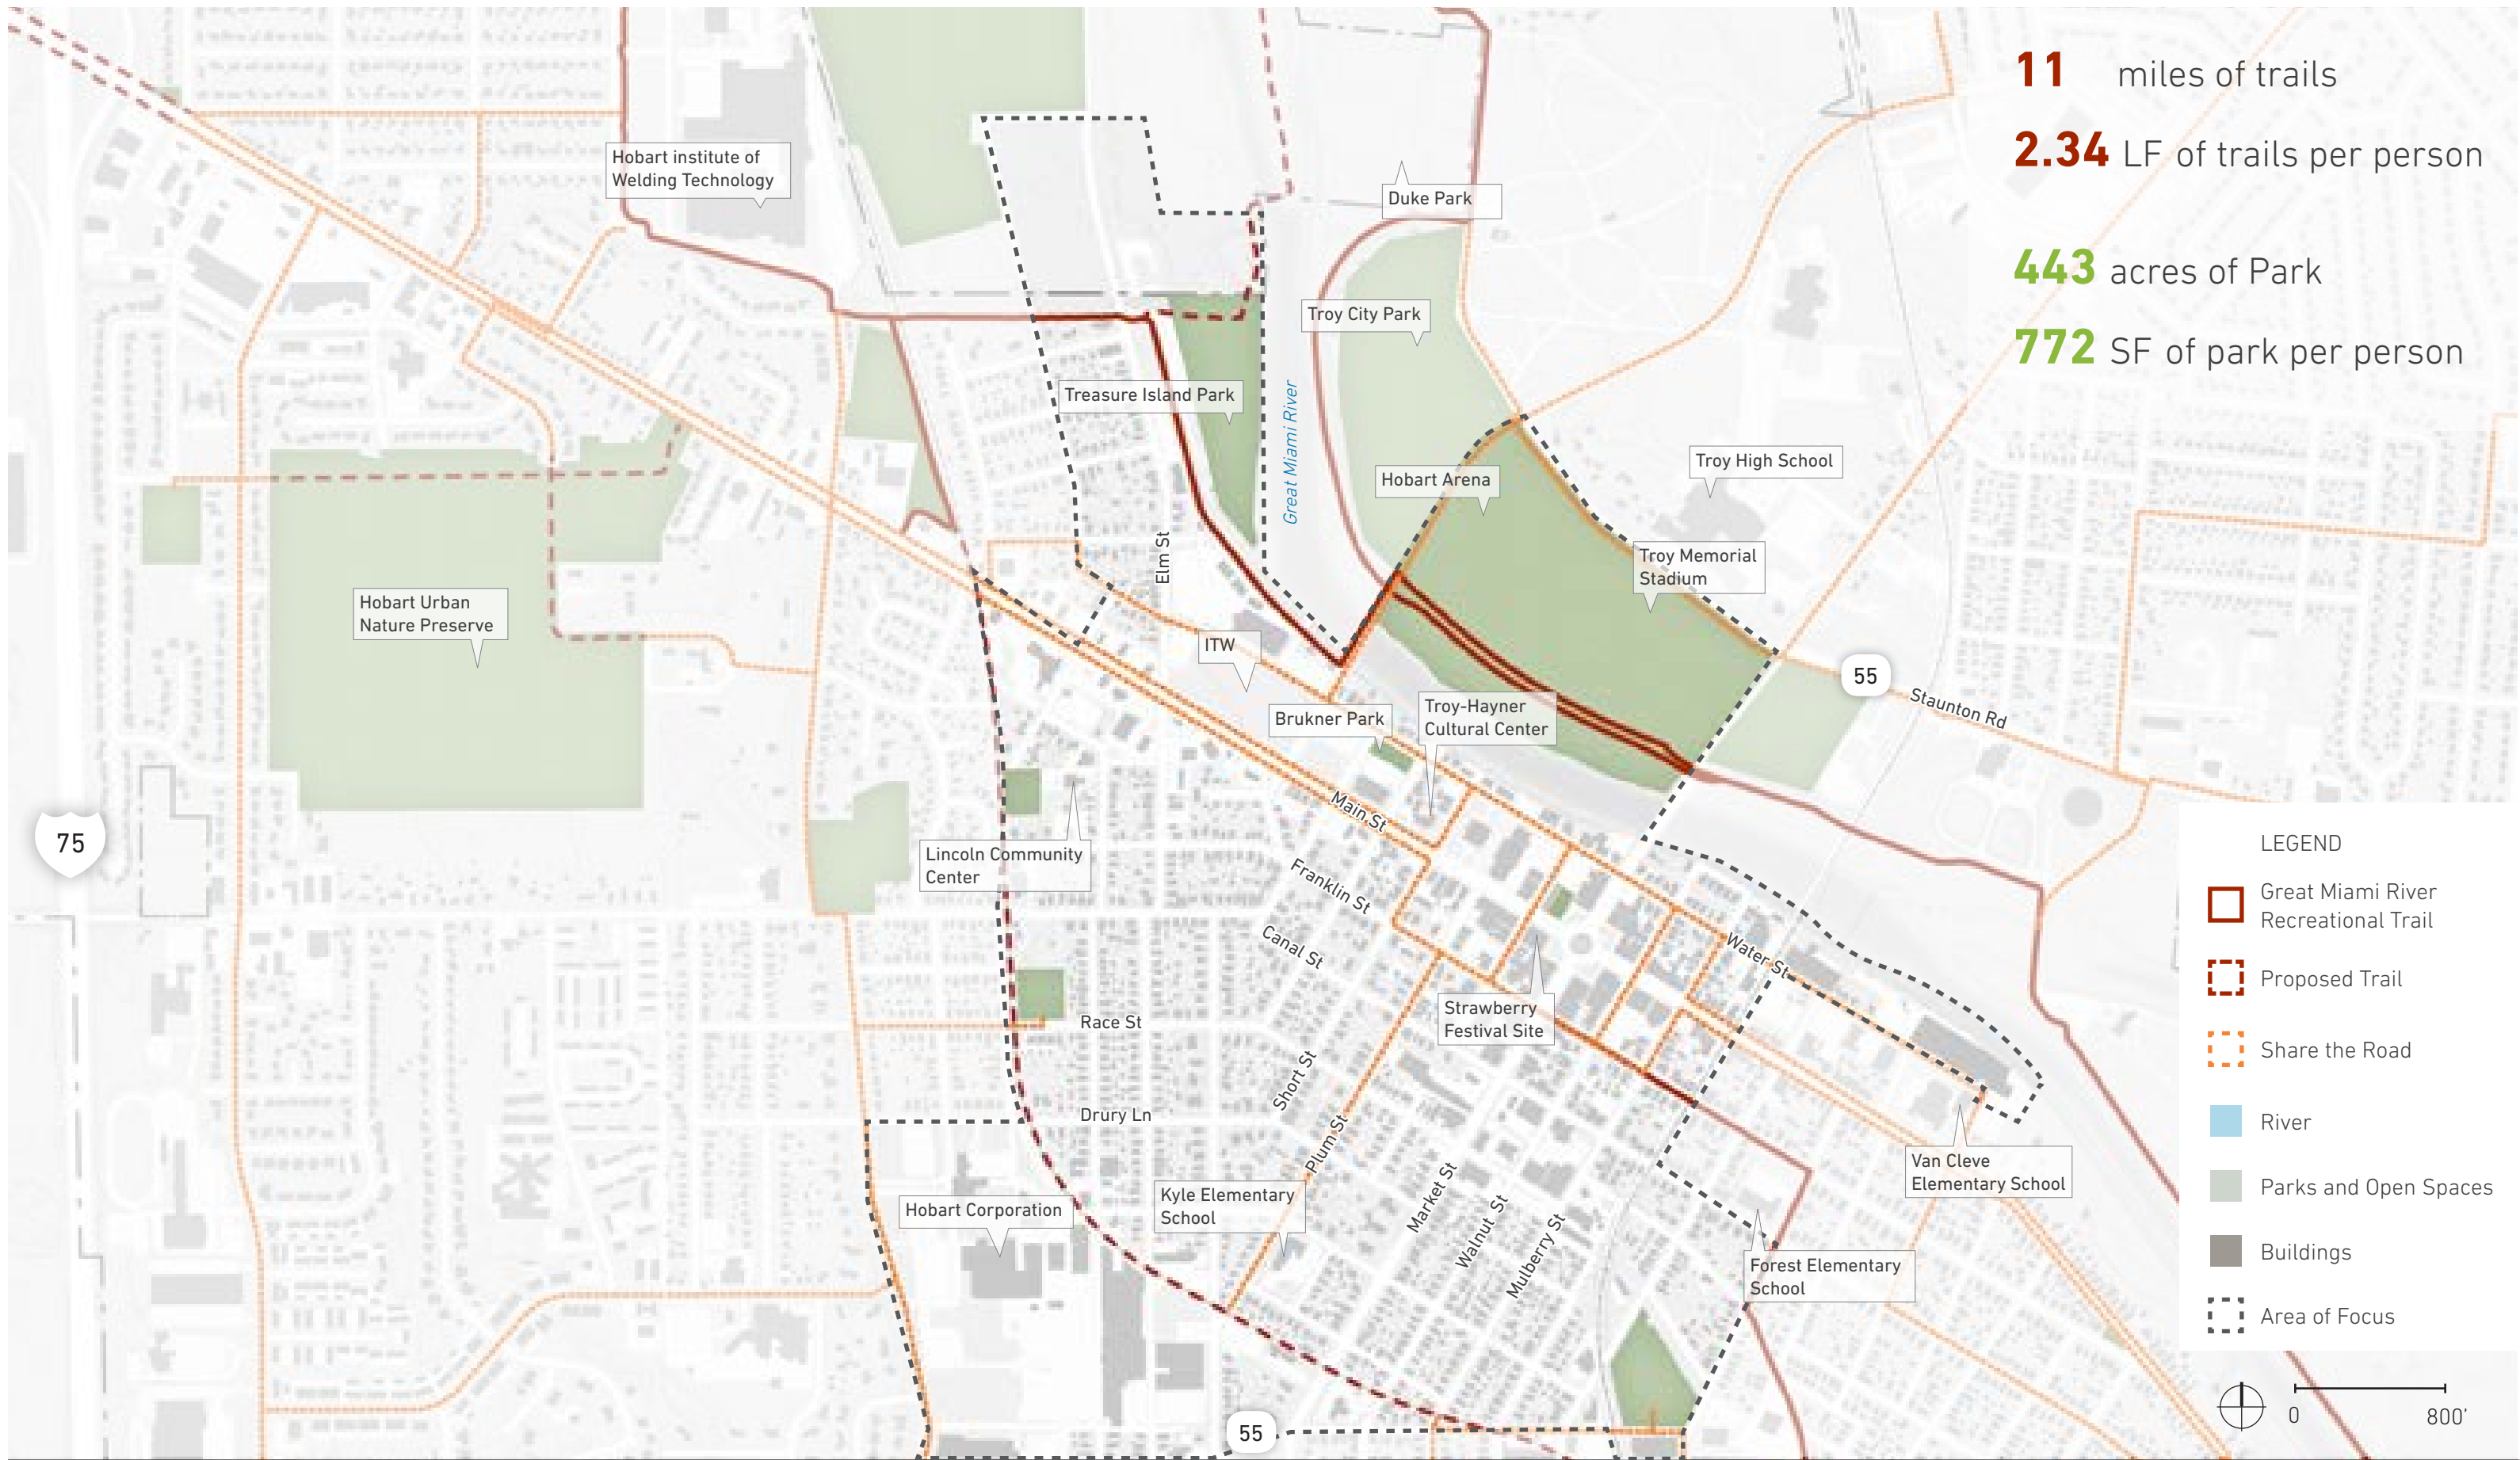 11 miles of trails
2.34 LF of trails per person
443 acres of Park
772 SF of park per person
Hobart institute of
Welding Technology
Duke Park
Troy City Park
Treasure Island Park
Great Miami River
Hobart Arena
Troy High School
Troy Memorial
Stadium
Elm St
Hobart Urban
Nature Preserve
ITW
55
Staunton Rd
Brukner Park
Troy-Hayner
Cultural Center
Main St
75
Lincoln Community
Center
Franklin St
Canal St
Water St
Strawberry
Festival Site
Race St
Short St
Drury Ln
Plum St
Van Cleve
Elementary School
Kyle Elementary
School
Hobart Corporation
Market St
Walnut St
Mulberry St
Forest Elementary
School
55
LEGEND
Great Miami River
Recreational Trail
Proposed Trail
Share the Road
River
Parks and Open Spaces
Buildings
Area of Focus
0 800'